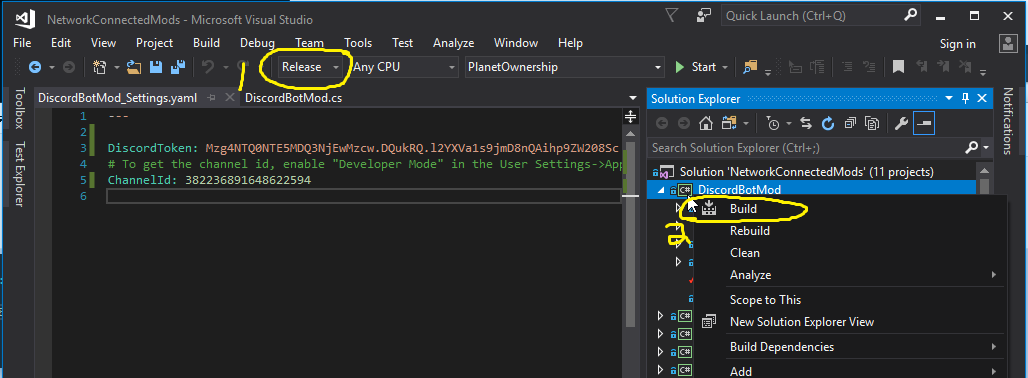 NetworkConnectedMods - Microsoft Visual Studio
Quick Launch (Ctrl+Q)
File Edit View Project Build Debug Team Tools Test Analyze Window Help
Sign in
1
Release
Any CPU
PlanetOwnership
Start
Toolbox
Test Explorer
DiscordBotMod_Settings.yaml
DiscordBotMod.cs
1 ---
2
3 DiscordToken: Mzg4NTQ0NTE5MDQ3NjEwMzcw.DQukRQ.l2YXVa1s9jmD8nQAihp9ZW208Sc
4 # To get the channel id, enable "Developer Mode" in the User Settings->App
5 ChannelId: 382236891648622594
6
Solution Explorer
Search Solution Explorer (Ctrl+;)
Solution 'NetworkConnectedMods' (11 projects)
C# DiscordBotMod
2
Build
Rebuild
Clean
Analyze
Scope to This
New Solution Explorer View
Build Dependencies
Add
C#
C#
C#
C#
Notifications